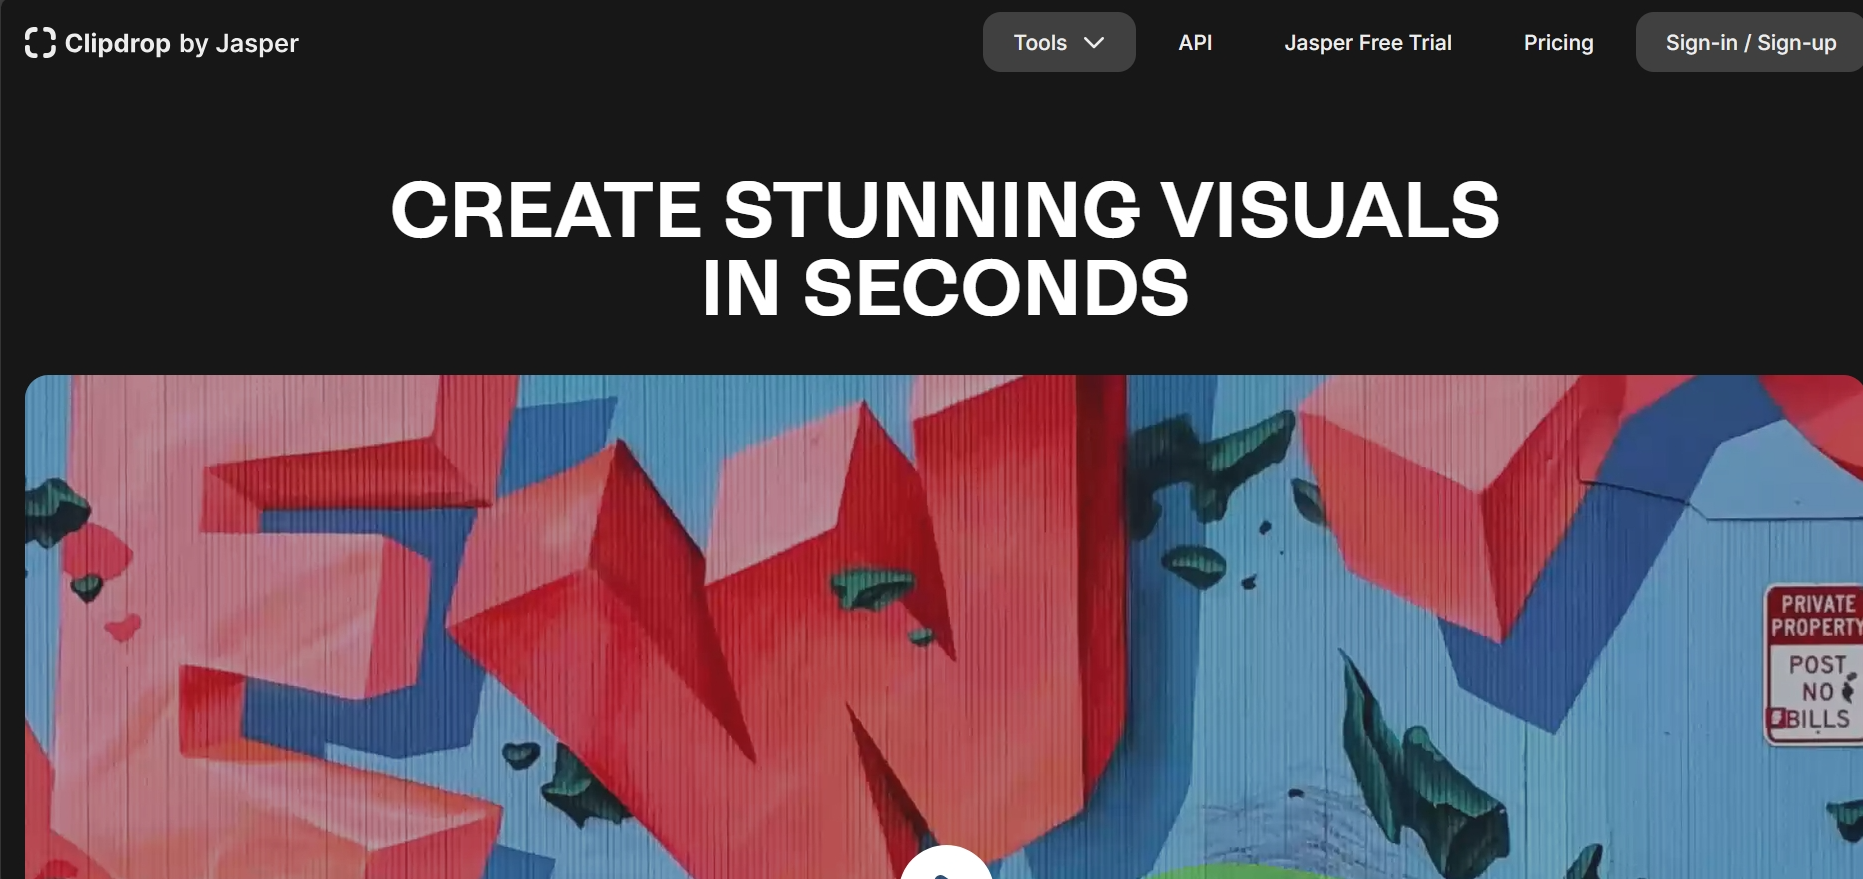 Clipdrop by Jasper
Tools
API
Jasper Free Trial
Pricing
Sign-in / Sign-up
CREATE STUNNING VISUALS
IN SECONDS
PRIVATE
PROPERTY
POST
NO
BILLS